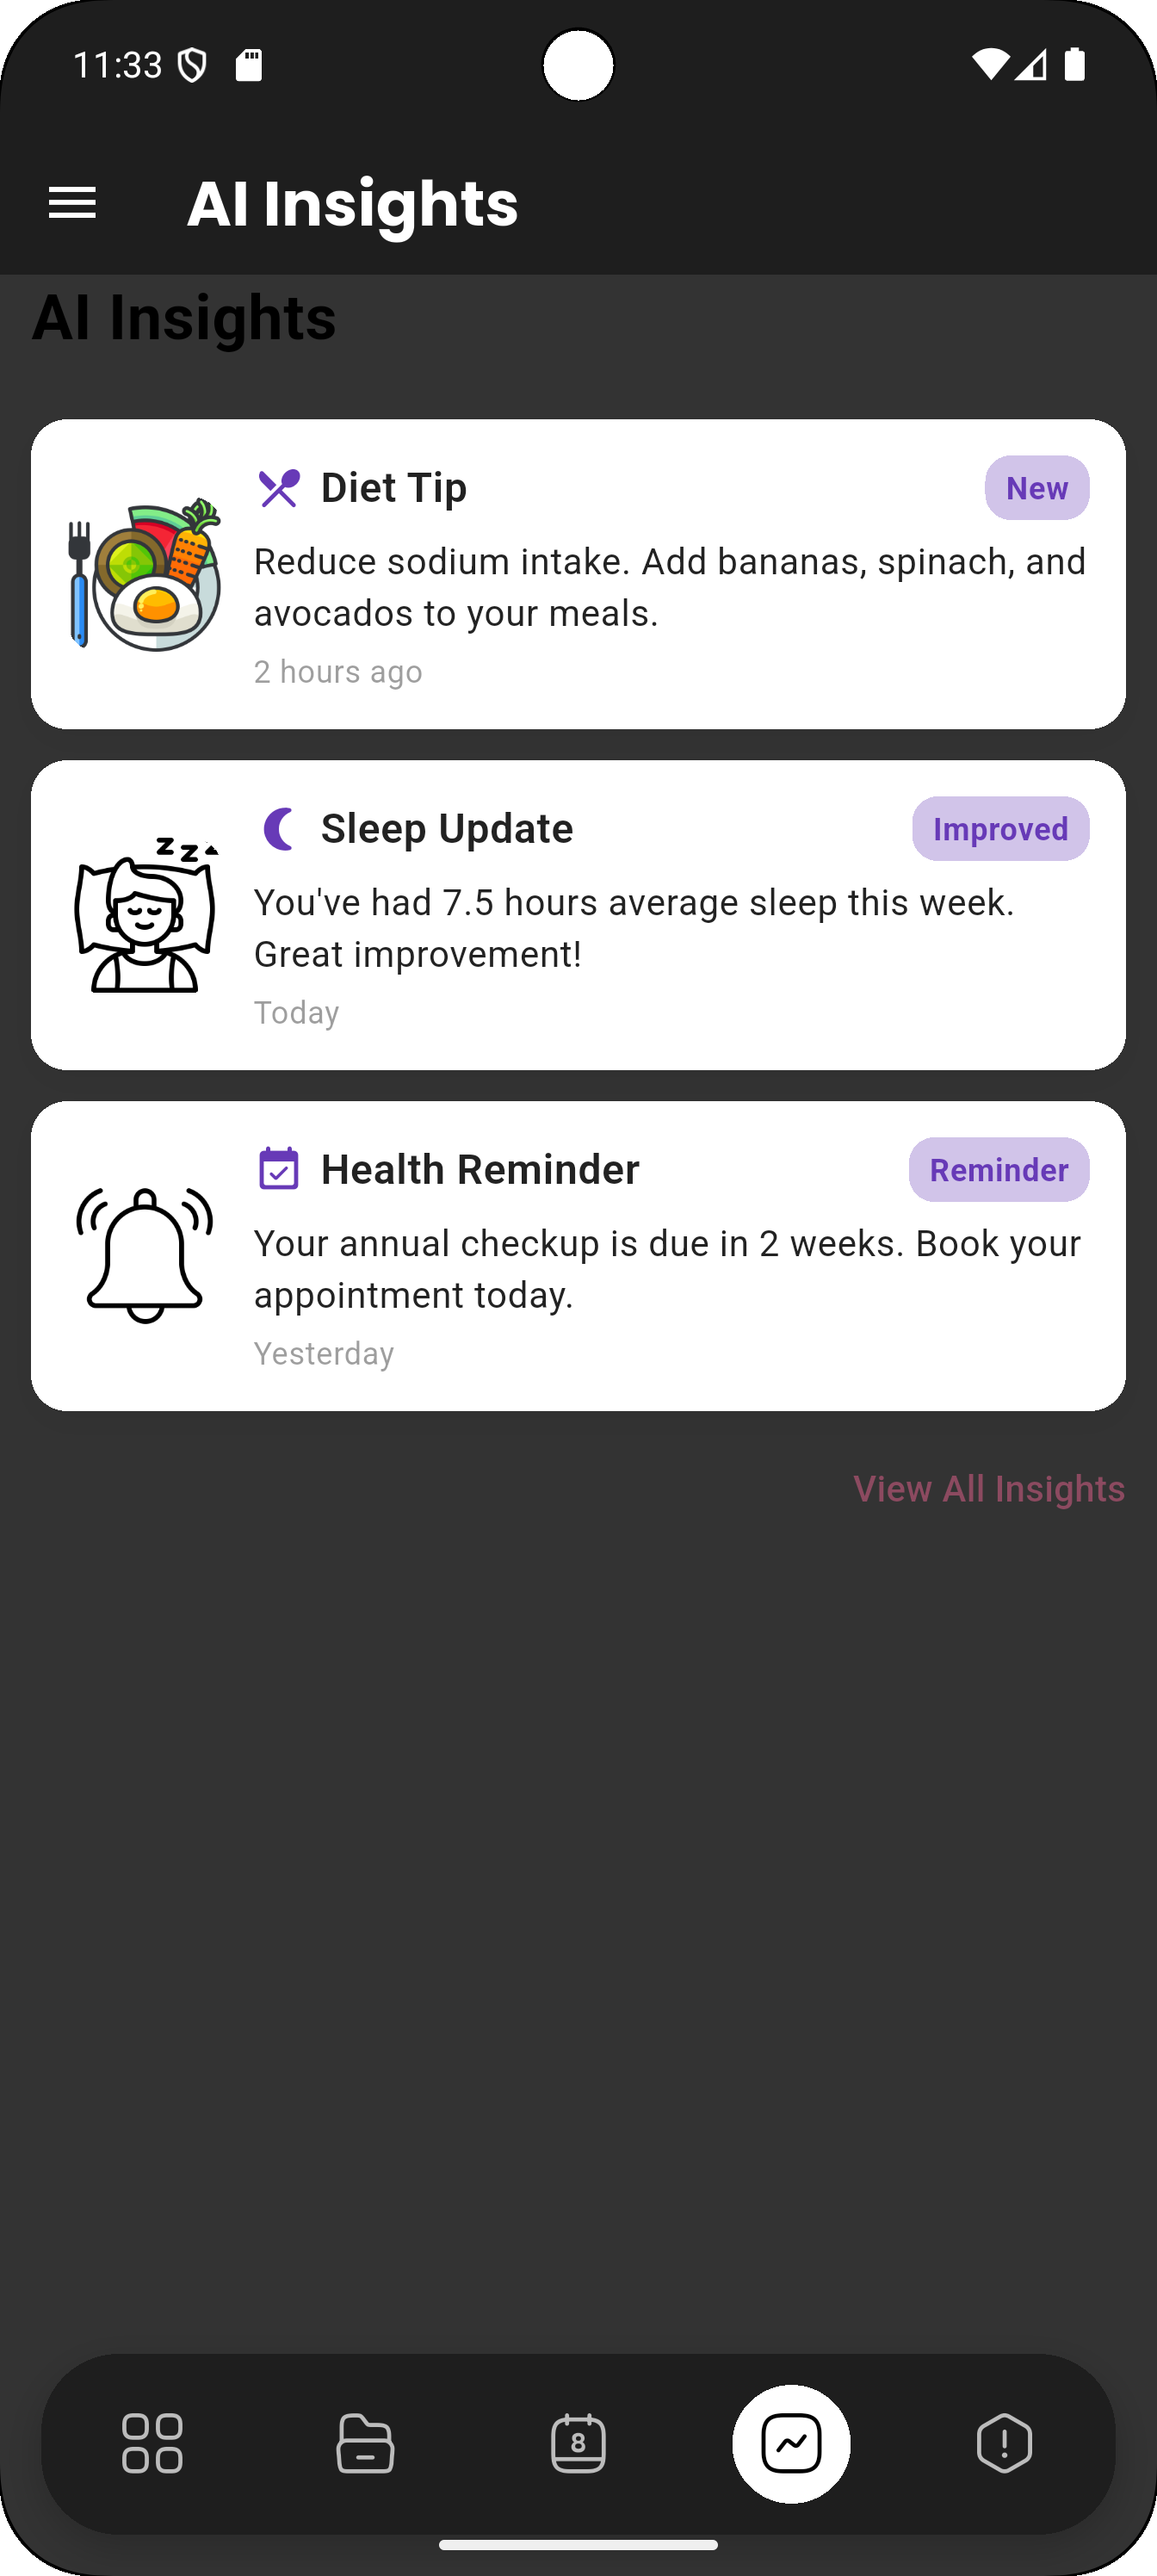 11:33
AI Insights
AI Insights
Diet Tip
New
Reduce sodium intake. Add bananas, spinach, and
avocados to your meals.
2 hours ago
z z z
Sleep Update
Improved
You've had 7.5 hours average sleep this week.
Great improvement!
Today
Health Reminder
Reminder
Your annual checkup is due in 2 weeks. Book your
appointment today.
Yesterday
View All Insights
8